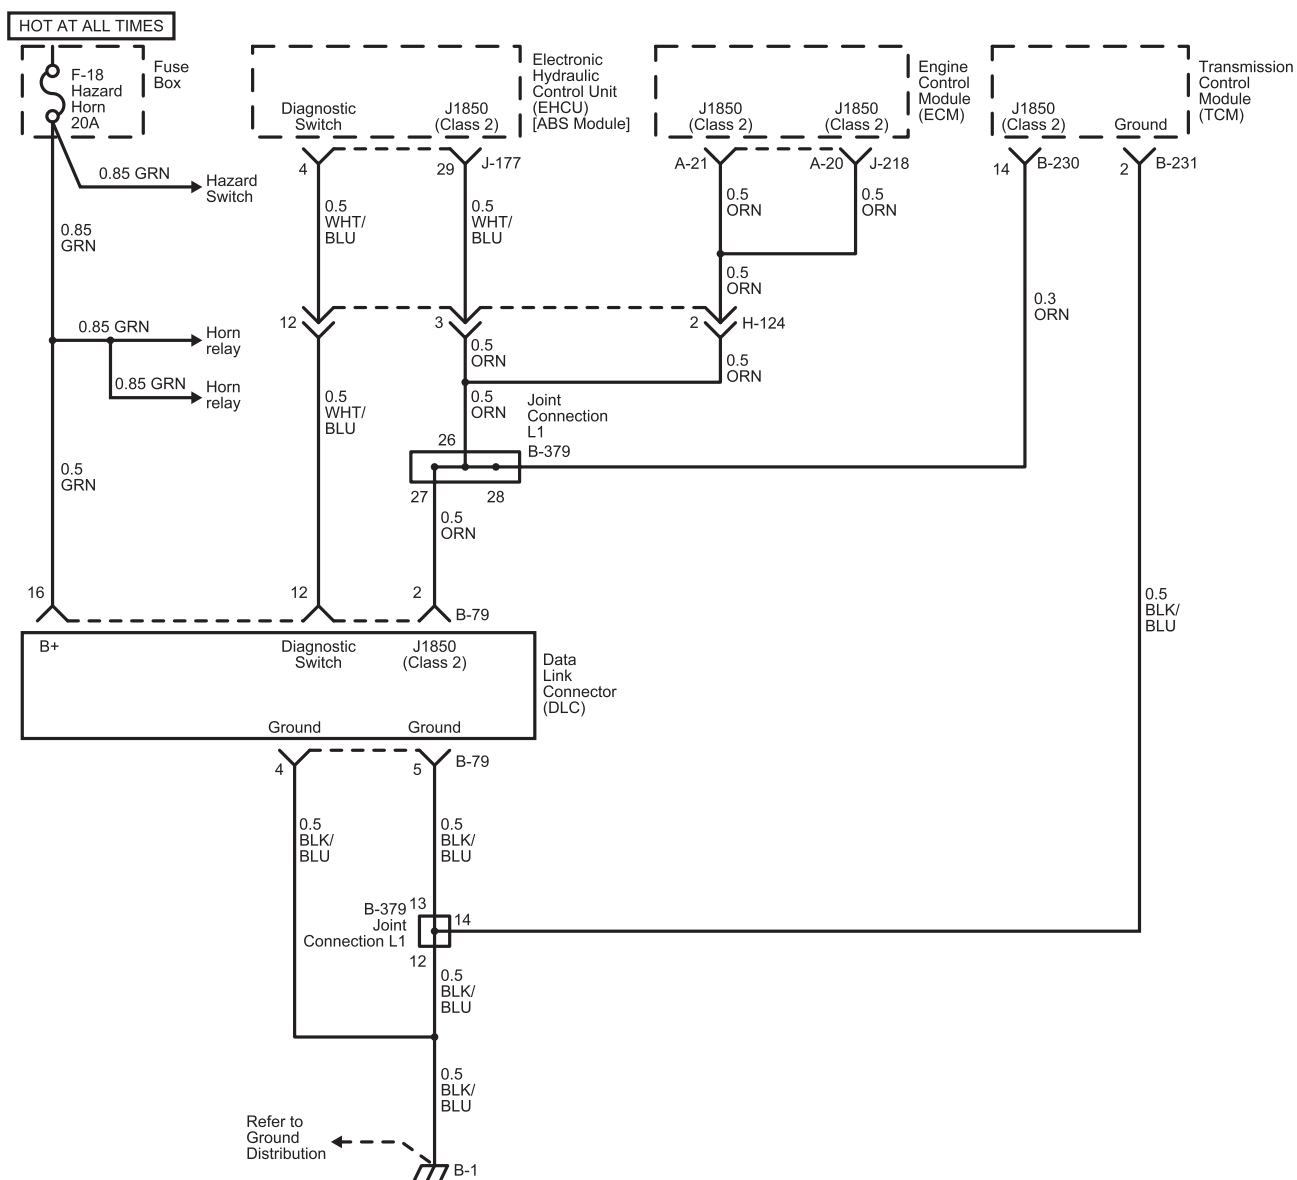 HOT AT ALL TIMES
F-18
Hazard
Horn
20A
Fuse
Box
Diagnostic
Switch
J1850
(Class 2)
Electronic
Hydraulic
Control Unit
(EHCU)
[ABS Module]
J1850
(Class 2)
J1850
(Class 2)
Engine
Control
Module
(ECM)
J1850
(Class 2)
Ground
Transmission
Control
Module
(TCM)
4
29
J-177
A-21
A-20
J-218
14
B-230
2
B-231
0.85 GRN
Hazard
Switch
0.85
GRN
0.5
WHT/
BLU
0.5
WHT/
BLU
0.5
ORN
0.5
ORN
0.5
ORN
0.3
ORN
0.85 GRN
Horn
relay
0.85 GRN
Horn
relay
12
3
2
H-124
0.5
ORN
0.5
ORN
0.5
WHT/
BLU
0.5
ORN
Joint
Connection
L1
B-379
26
27
28
0.5
GRN
0.5
ORN
16
12
2
B-79
B+
Diagnostic
Switch
J1850
(Class 2)
Data
Link
Connector
(DLC)
Ground
Ground
0.5
BLK/
BLU
4
5
B-79
0.5
BLK/
BLU
0.5
BLK/
BLU
B-379
Joint
Connection L1
13
14
12
0.5
BLK/
BLU
0.5
BLK/
BLU
Refer to
Ground
Distribution
B-1